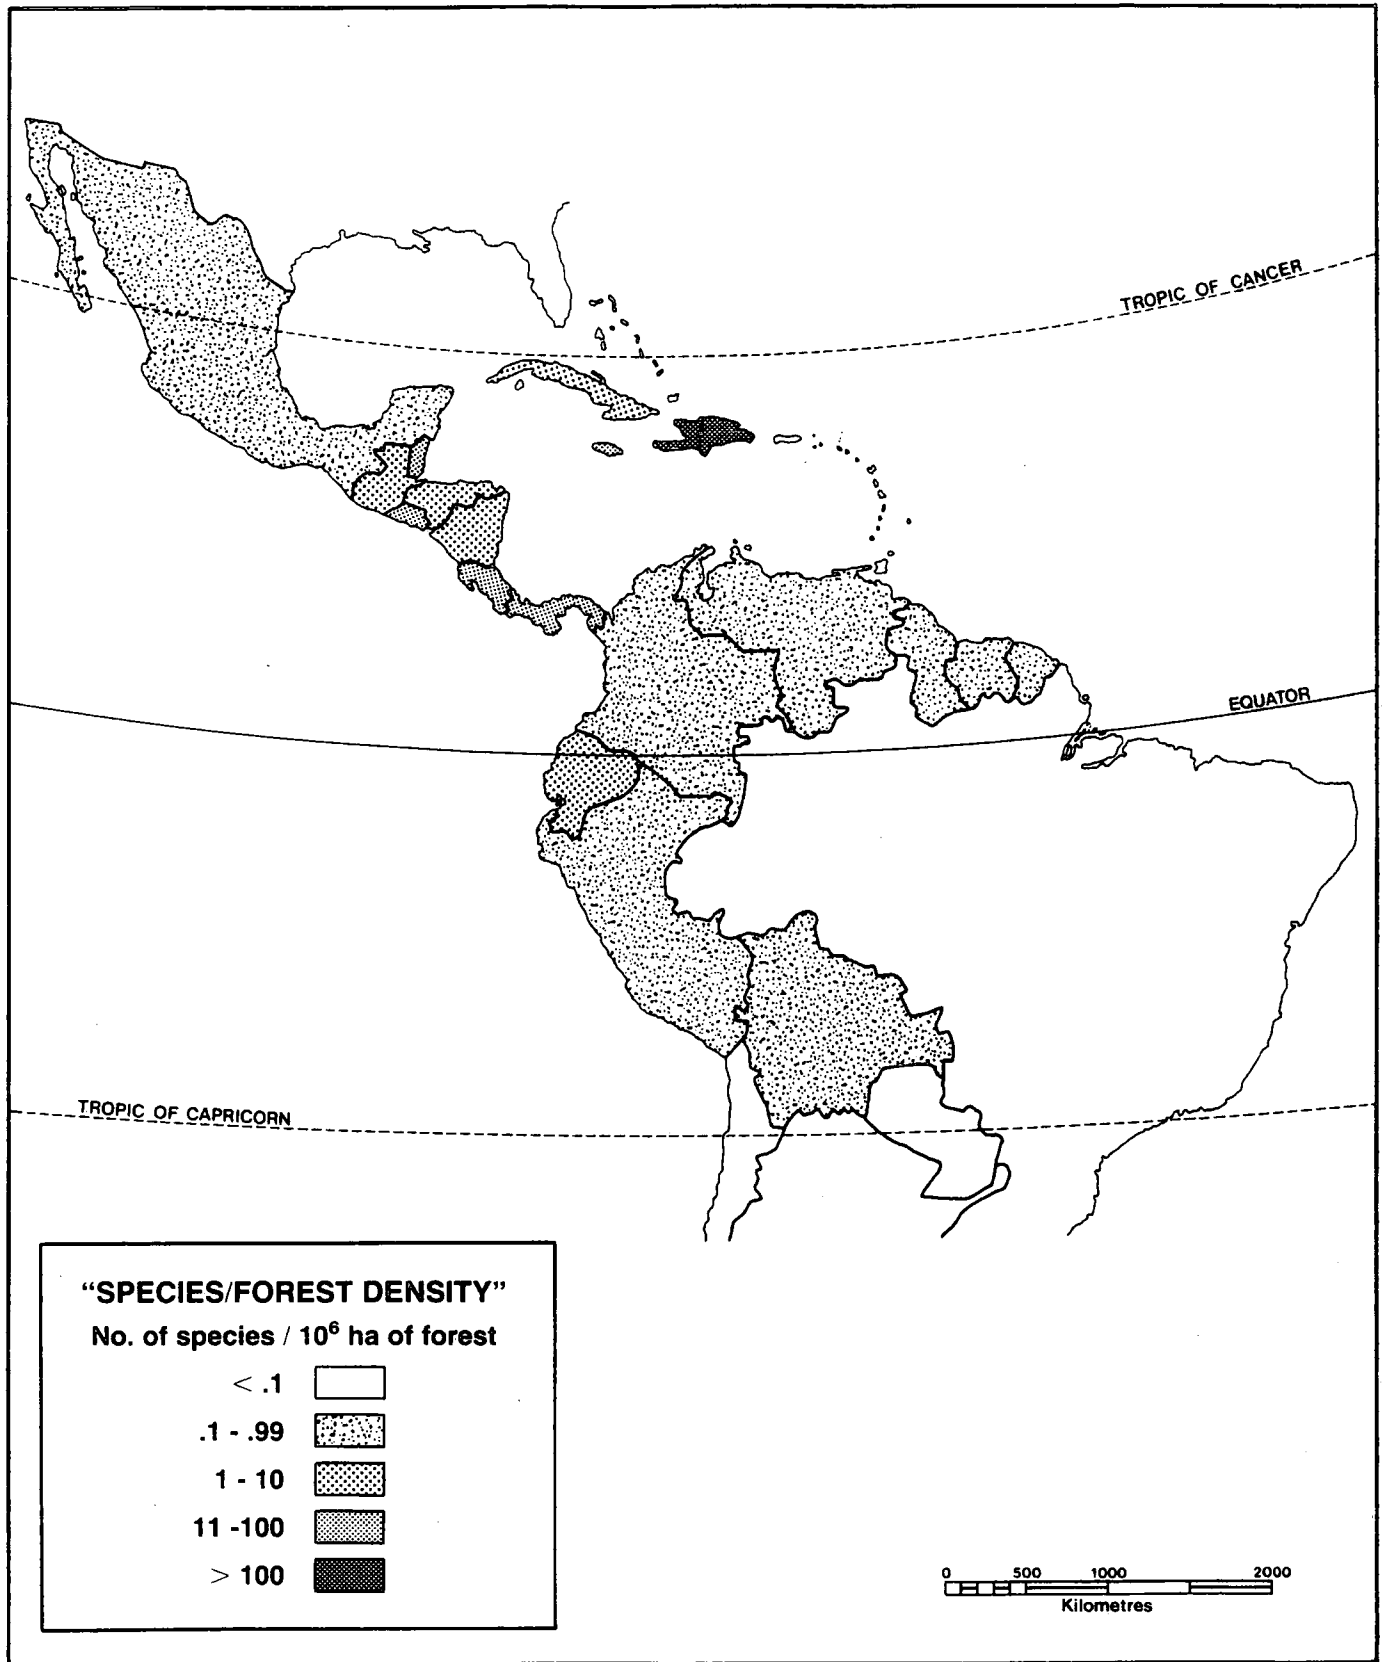 TROPIC OF CANCER
EQUATOR
TROPIC OF CAPRICORN
“SPECIES/FOREST DENSITY”
No. of species / 10⁶ ha of forest
< .1
.1 - .99
1 - 10
11 -100
> 100
0 500 1000 2000
Kilometres